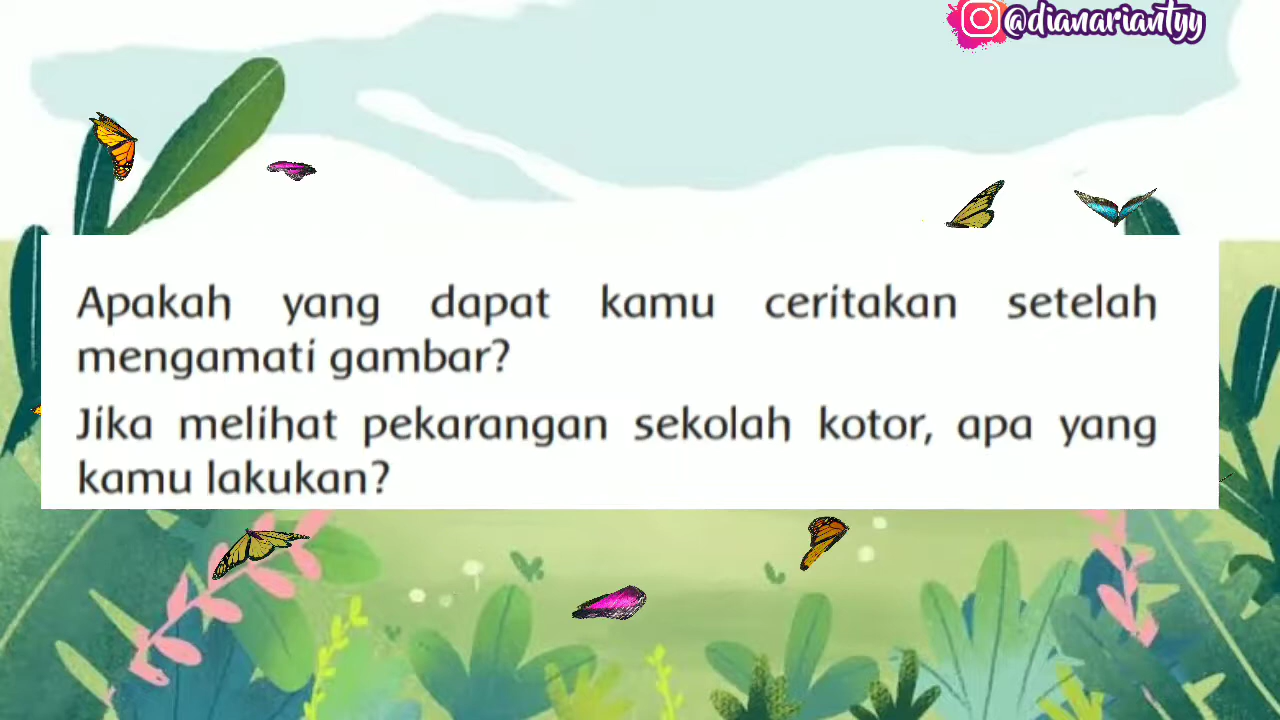 @dianariantyy
Apakah yang dapat kamu ceritakan setelah
mengamati gambar?
Jika melihat pekarangan sekolah kotor, apa yang
kamu lakukan?